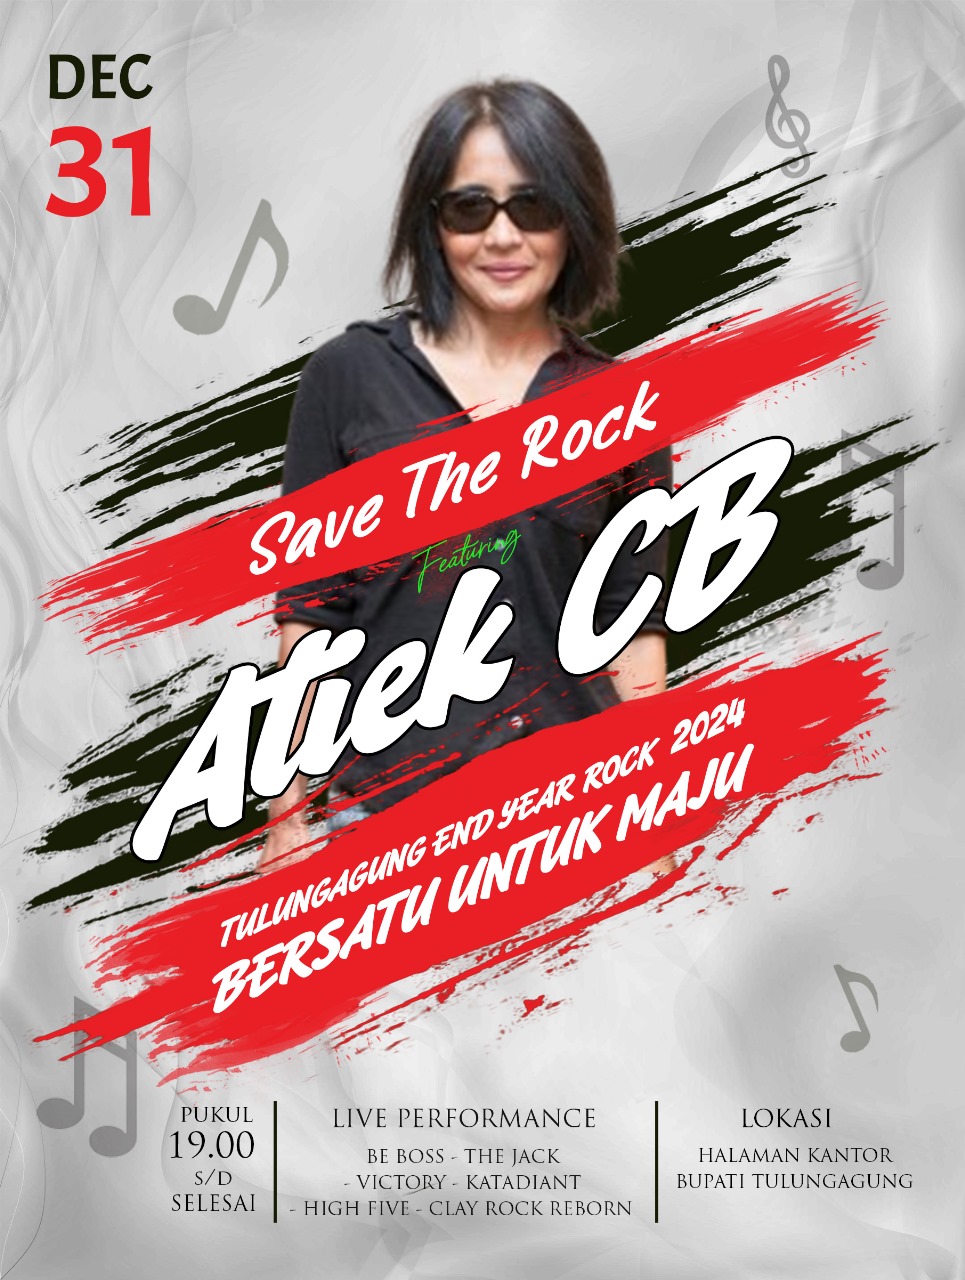 DEC
31
Save The Rock
Featuring
Atiek CB
TULUNGAGUNG END YEAR ROCK 2024
BERSATU UNTUK MAJU
PUKUL
19.00
S/D
SELESAI
LIVE PERFORMANCE
BE BOSS - THE JACK
- VICTORY - KATADIANT
- HIGH FIVE - CLAY ROCK REBORN
LOKASI
HALAMAN KANTOR
BUPATI TULUNGAGUNG